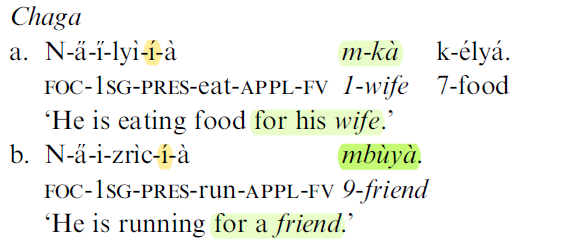 Chaga
a. N-a̋-ı̋-lyì-í-à m-kà k-élyá.
FOC-1SG-PRES-eat-APPL-FV 1-wife 7-food
‘He is eating food for his wife.’
b. N-a̋-i-zrìc-í-à mbùyà.
FOC-1SG-PRES-run-APPL-FV 9-friend
‘He is running for a friend.’